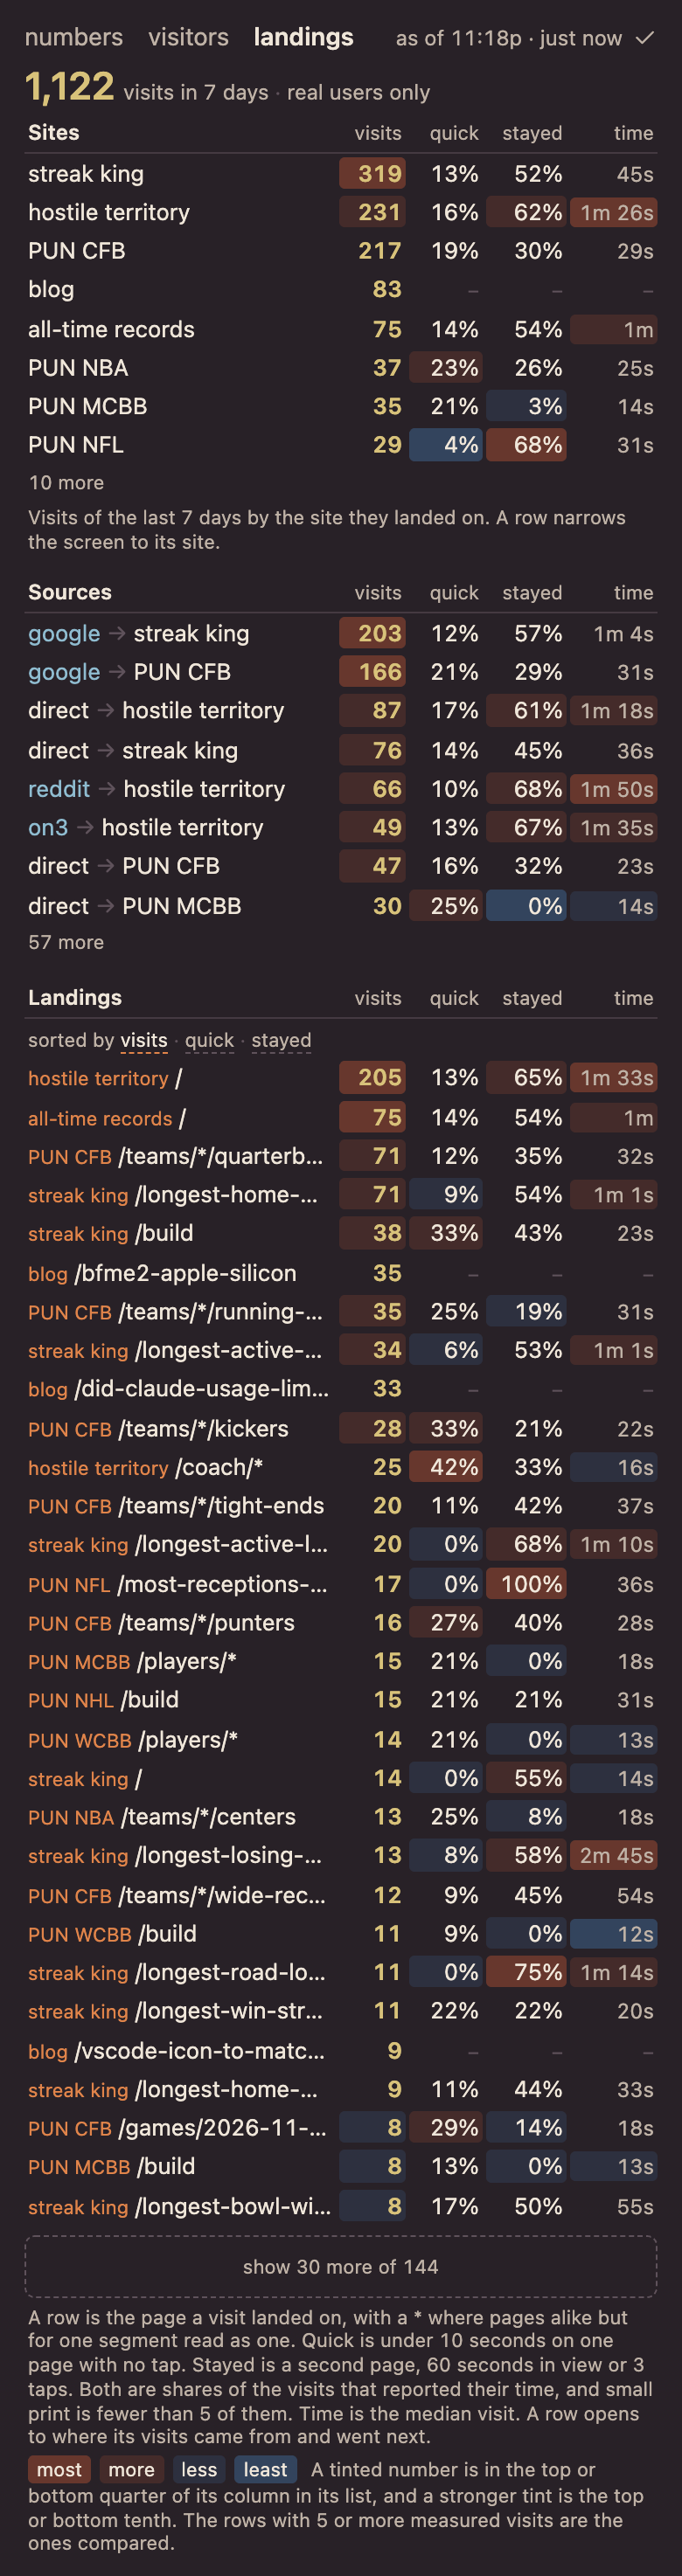 numbers visitors landings as of 11:18p · just now ✓
1,122 visits in 7 days · real users only
Sites visits quick stayed time
streak king 319 13% 52% 45s
hostile territory 231 16% 62% 1m 26s
PUN CFB 217 19% 30% 29s
blog 83 – – –
all-time records 75 14% 54% 1m
PUN NBA 37 23% 26% 25s
PUN MCBB 35 21% 3% 14s
PUN NFL 29 4% 68% 31s
10 more
Visits of the last 7 days by the site they landed on. A row narrows
the screen to its site.
Sources visits quick stayed time
google → streak king 203 12% 57% 1m 4s
google → PUN CFB 166 21% 29% 31s
direct → hostile territory 87 17% 61% 1m 18s
direct → streak king 76 14% 45% 36s
reddit → hostile territory 66 10% 68% 1m 50s
on3 → hostile territory 49 13% 67% 1m 35s
direct → PUN CFB 47 16% 32% 23s
direct → PUN MCBB 30 25% 0% 14s
57 more
Landings visits quick stayed time
sorted by visits · quick · stayed
hostile territory / 205 13% 65% 1m 33s
all-time records / 75 14% 54% 1m
PUN CFB /teams/*/quarterb... 71 12% 35% 32s
streak king /longest-home-... 71 9% 54% 1m 1s
streak king /build 38 33% 43% 23s
blog /bfme2-apple-silicon 35 – – –
PUN CFB /teams/*/running-... 35 25% 19% 31s
streak king /longest-active-... 34 6% 53% 1m 1s
blog /did-claude-usage-lim... 33 – – –
PUN CFB /teams/*/kickers 28 33% 21% 22s
hostile territory /coach/* 25 42% 33% 16s
PUN CFB /teams/*/tight-ends 20 11% 42% 37s
streak king /longest-active-l... 20 0% 68% 1m 10s
PUN NFL /most-receptions-... 17 0% 100% 36s
PUN CFB /teams/*/punters 16 27% 40% 28s
PUN MCBB /players/* 15 21% 0% 18s
PUN NHL /build 15 21% 21% 31s
PUN WCBB /players/* 14 21% 0% 13s
streak king / 14 0% 55% 14s
PUN NBA /teams/*/centers 13 25% 8% 18s
streak king /longest-losing-... 13 8% 58% 2m 45s
PUN CFB /teams/*/wide-rec... 12 9% 45% 54s
PUN WCBB /build 11 9% 0% 12s
streak king /longest-road-lo... 11 0% 75% 1m 14s
streak king /longest-win-str... 11 22% 22% 20s
blog /vscode-icon-to-matc... 9 – – –
streak king /longest-home-... 9 11% 44% 33s
PUN CFB /games/2026-11-... 8 29% 14% 18s
PUN MCBB /build 8 13% 0% 13s
streak king /longest-bowl-wi... 8 17% 50% 55s
show 30 more of 144
A row is the page a visit landed on, with a * where pages alike but
for one segment read as one. Quick is under 10 seconds on one
page with no tap. Stayed is a second page, 60 seconds in view or 3
taps. Both are shares of the visits that reported their time, and small
print is fewer than 5 of them. Time is the median visit. A row opens
to where its visits came from and went next.
most more less least A tinted number is in the top or
bottom quarter of its column in its list, and a stronger tint is the top
or bottom tenth. The rows with 5 or more measured visits are the
ones compared.